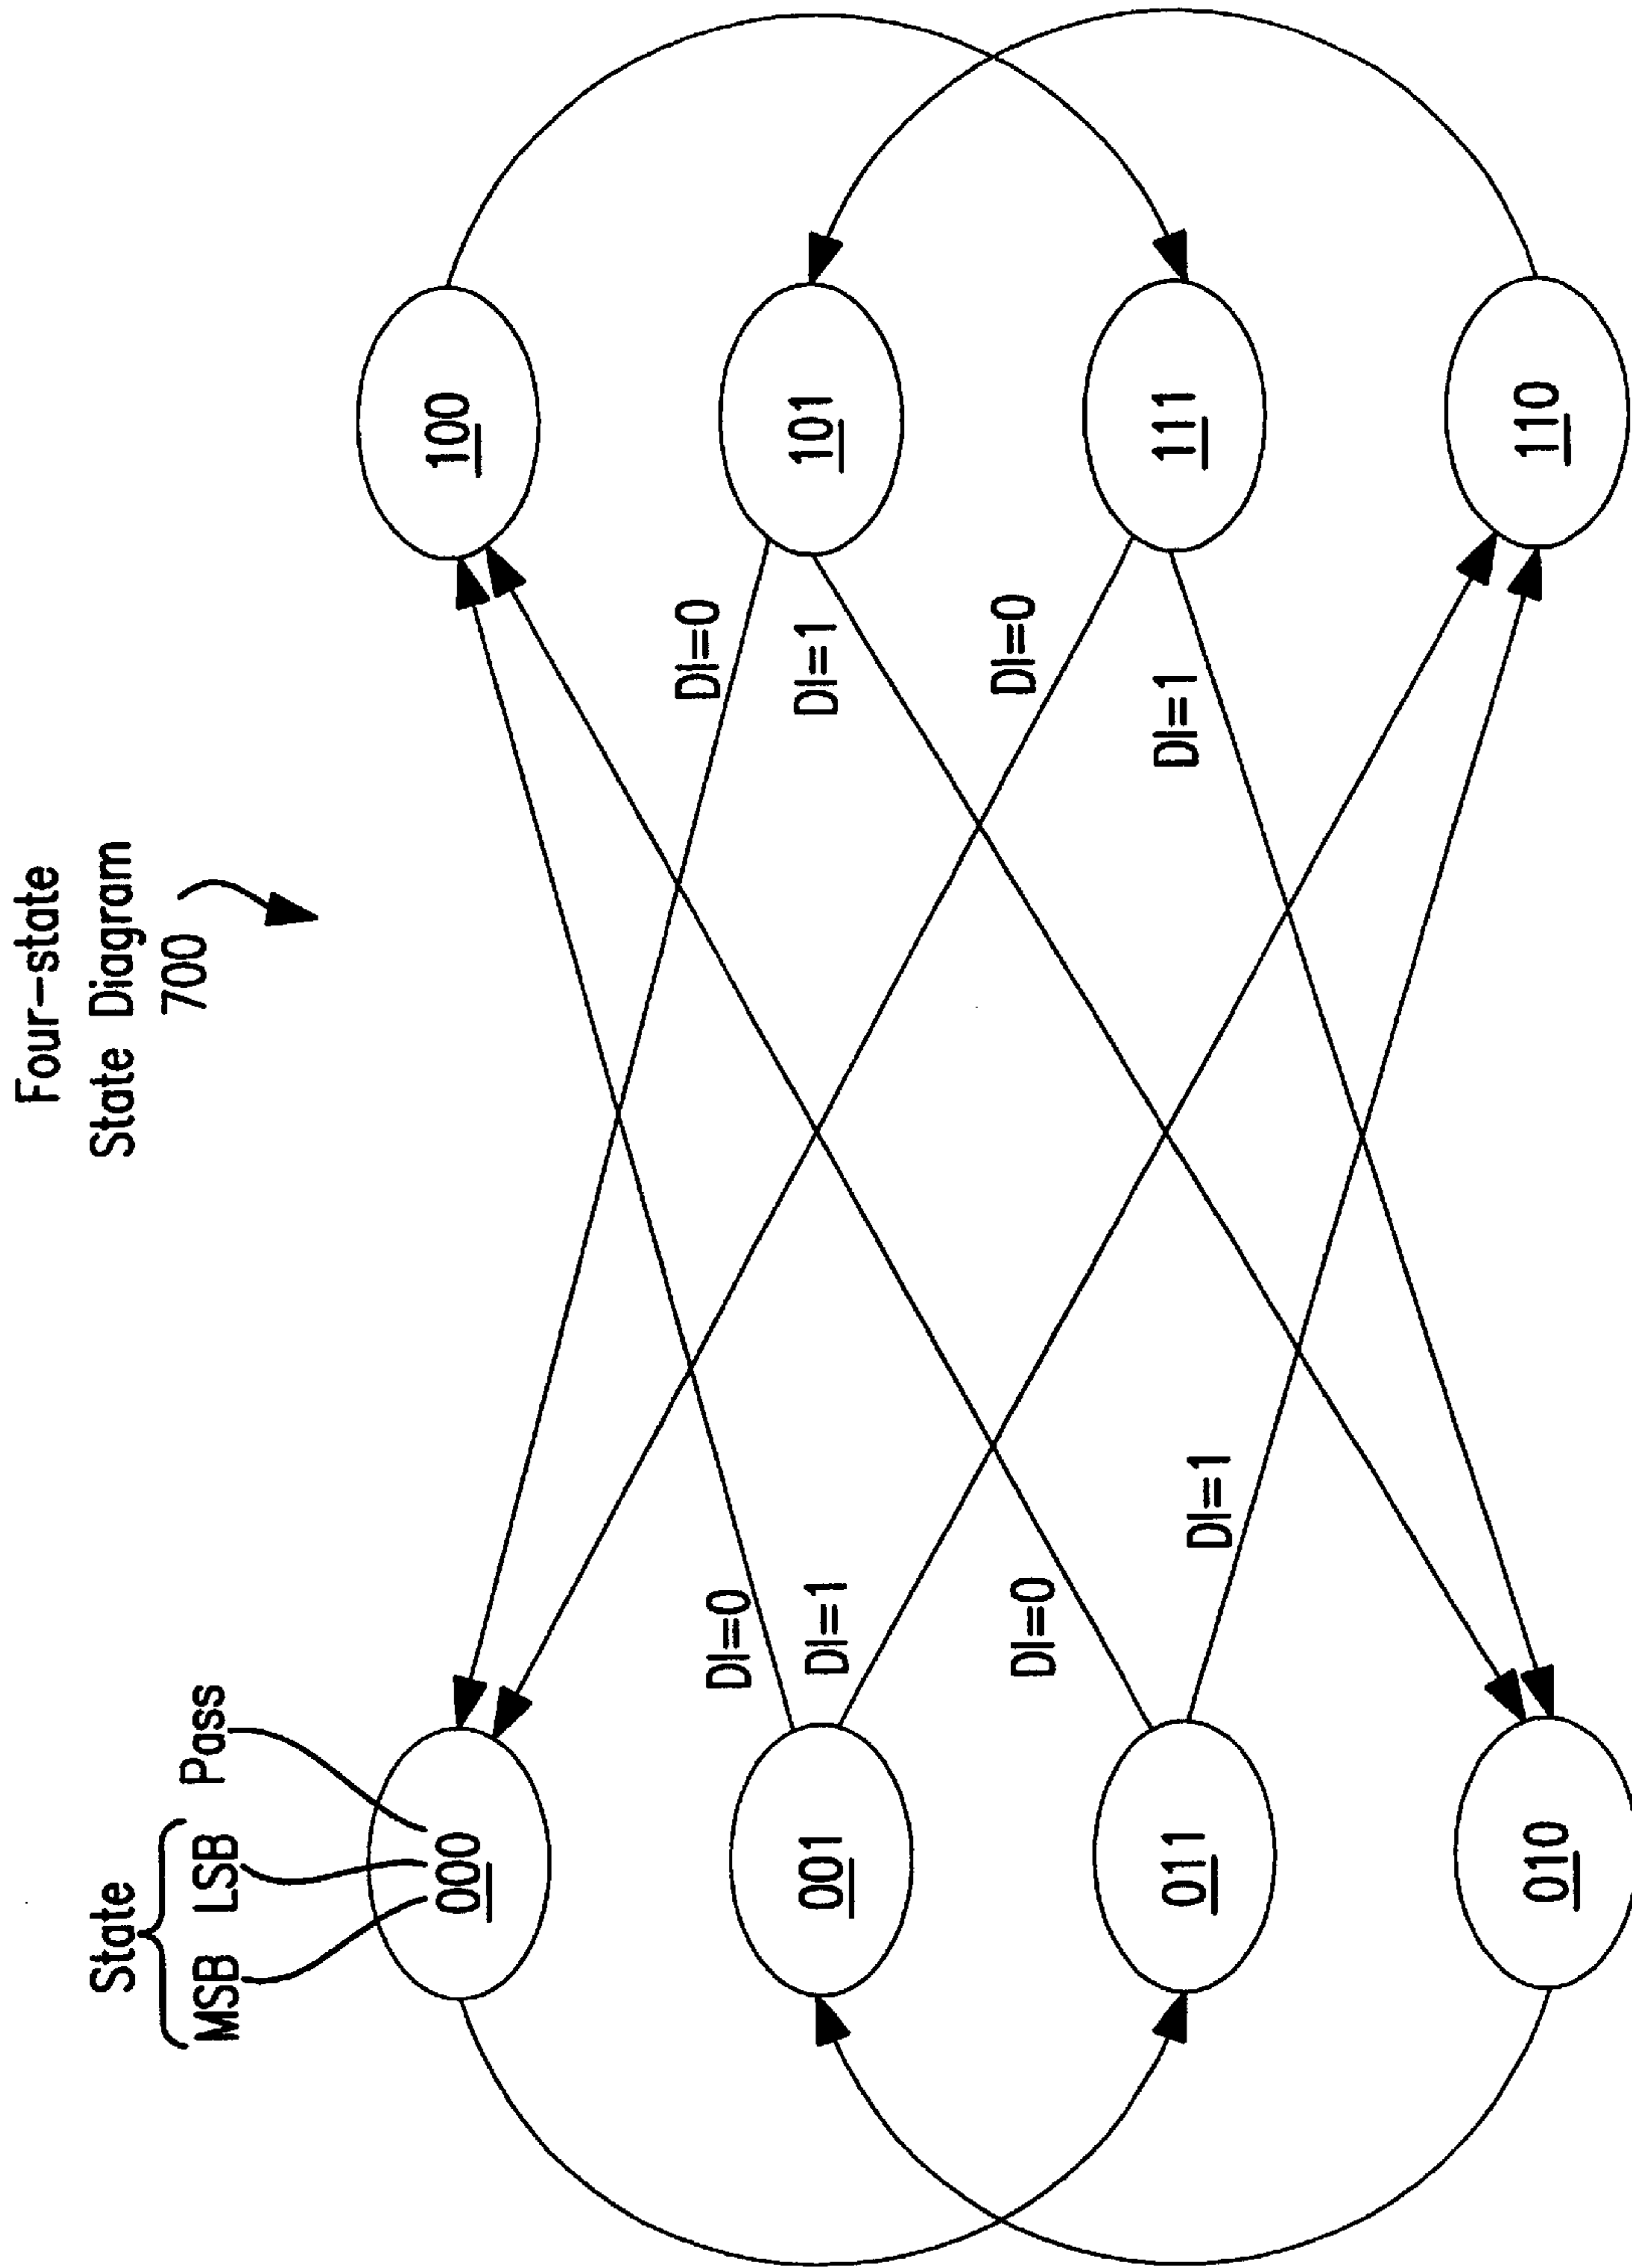 Four-state
State Diagram
700
State
MSB LSB Pass
000
100
DI=0
DI=0
DI=1
DI=1
001
101
DI=0
DI=0
011
111
DI=1
DI=1
010
110